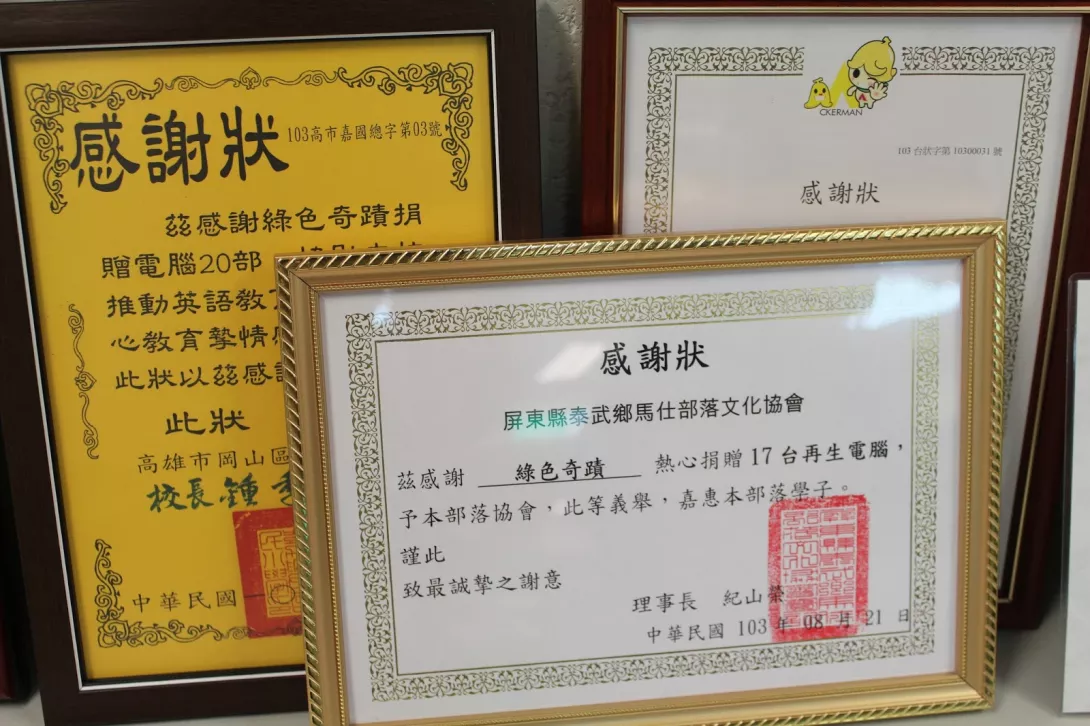 感謝狀
103高市嘉國總字第03號
茲感謝綠色奇蹟捐
贈電腦20部
推動英語教
心教育摯情
此狀以茲感
此狀
高雄市岡山區
校長 鍾
中華民國
CKERMAN
103 台狀字第 10300031 號
感謝狀
感謝狀
屏東縣泰武鄉馬仕部落文化協會
茲感謝 綠色奇蹟 熱心捐贈 17 台再生電腦，
予本部落協會，此等義舉，嘉惠本部落學子。
謹此
致最誠摯之謝意
理事長 紀山榮
中華民國 103 年 08 月 21 日